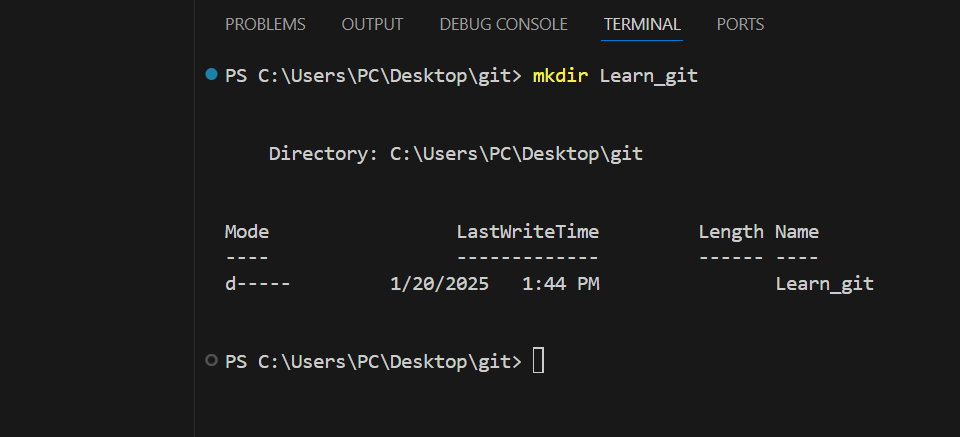 PROBLEMS OUTPUT DEBUG CONSOLE TERMINAL PORTS
PS C:\Users\PC\Desktop\git> mkdir Learn_git
Directory: C:\Users\PC\Desktop\git
Mode LastWriteTime Length Name
---- ------------- ------ ----
d----- 1/20/2025 1:44 PM Learn_git
PS C:\Users\PC\Desktop\git>